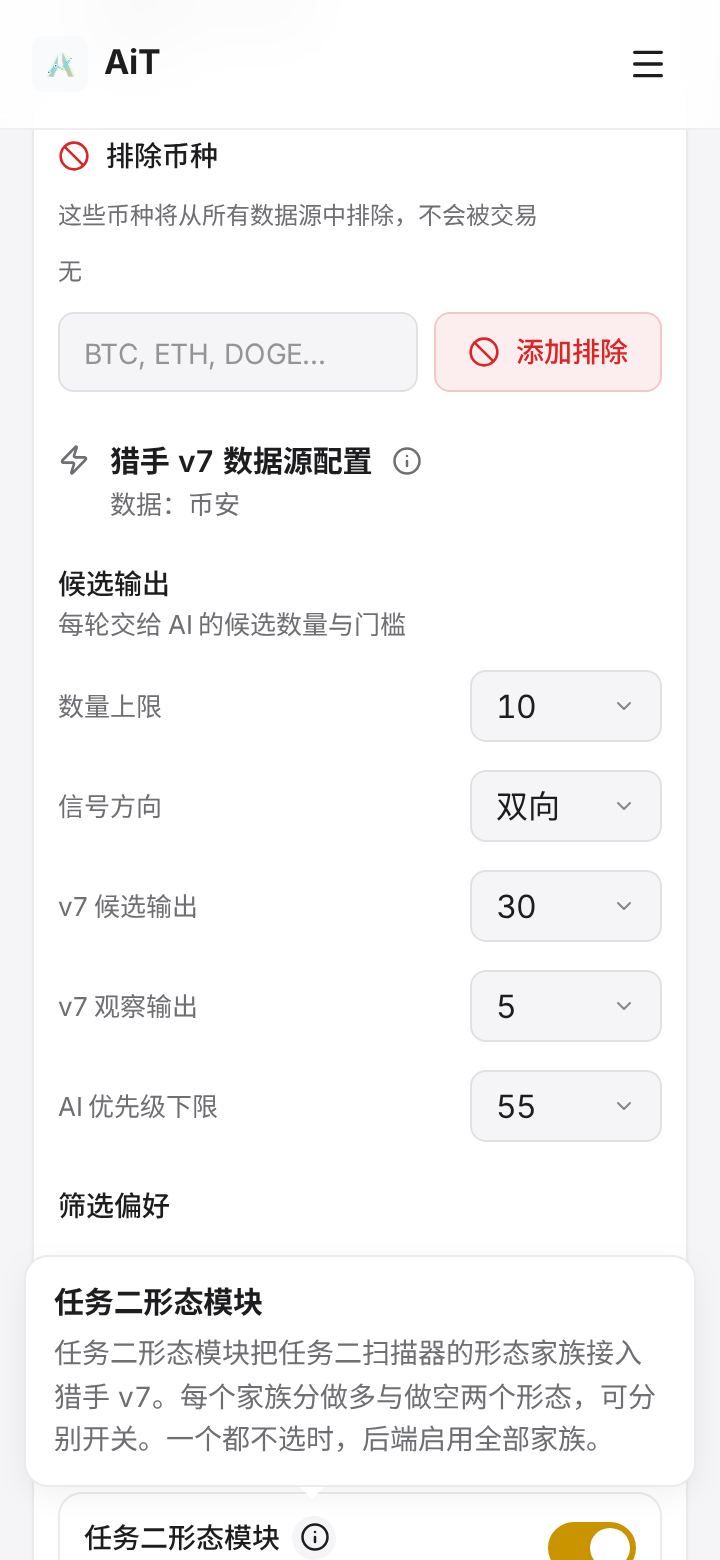 AiT
排除币种
这些币种将从所有数据源中排除，不会被交易
无
BTC, ETH, DOGE...
添加排除
猎手 v7 数据源配置
数据：币安
候选输出
每轮交给 AI 的候选数量与门槛
数量上限
10
信号方向
双向
v7 候选输出
30
v7 观察输出
5
AI 优先级下限
55
筛选偏好
任务二形态模块
任务二形态模块把任务二扫描器的形态家族接入
猎手 v7。每个家族分做多与做空两个形态，可分
别开关。一个都不选时，后端启用全部家族。
任务二形态模块